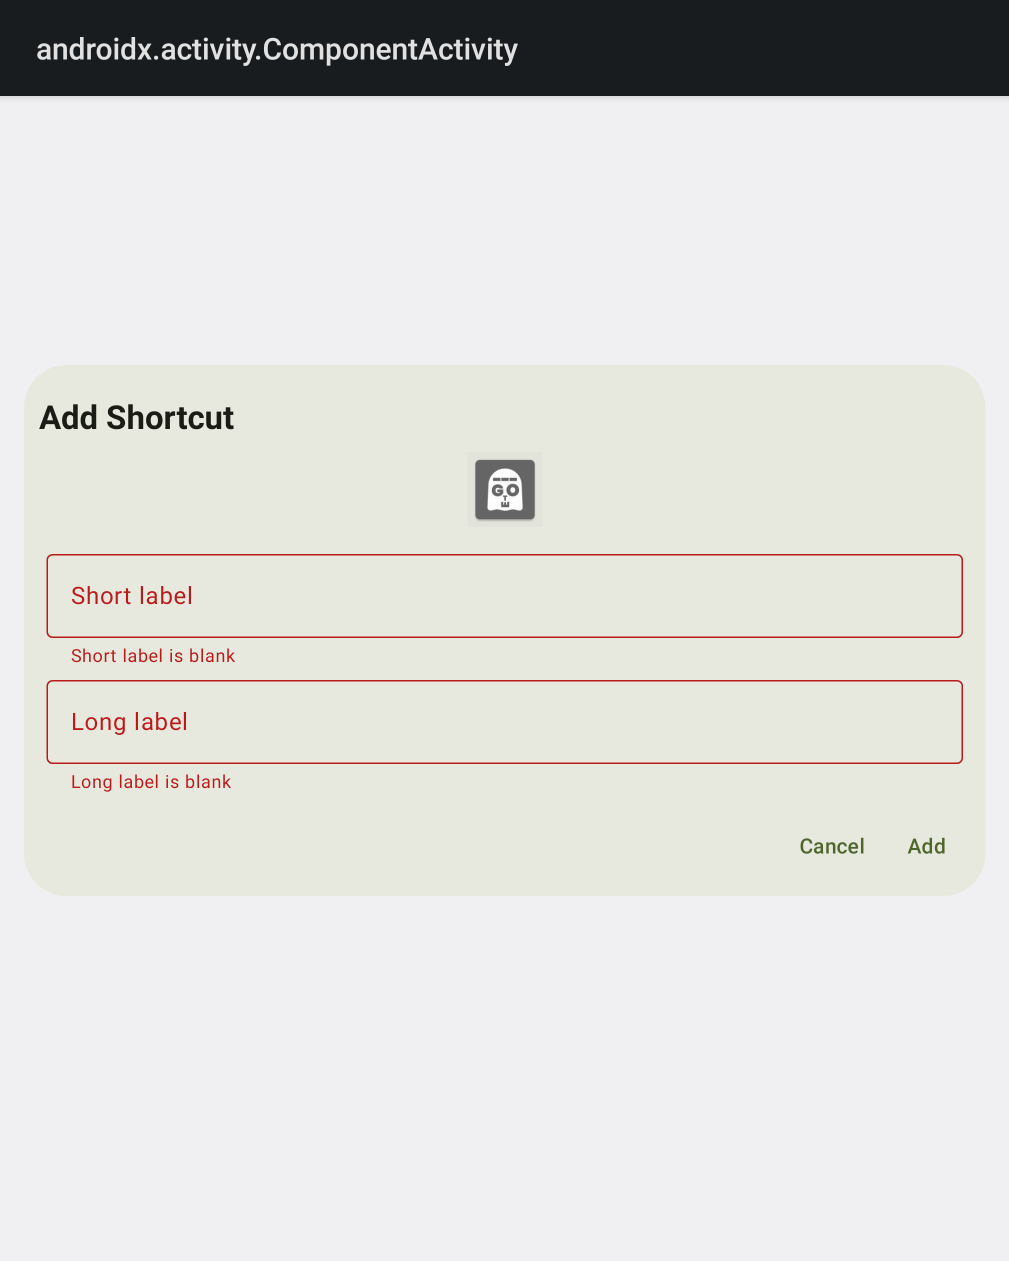 androidx.activity.ComponentActivity
Add Shortcut
GO
Short label
Short label is blank
Long label
Long label is blank
Cancel Add